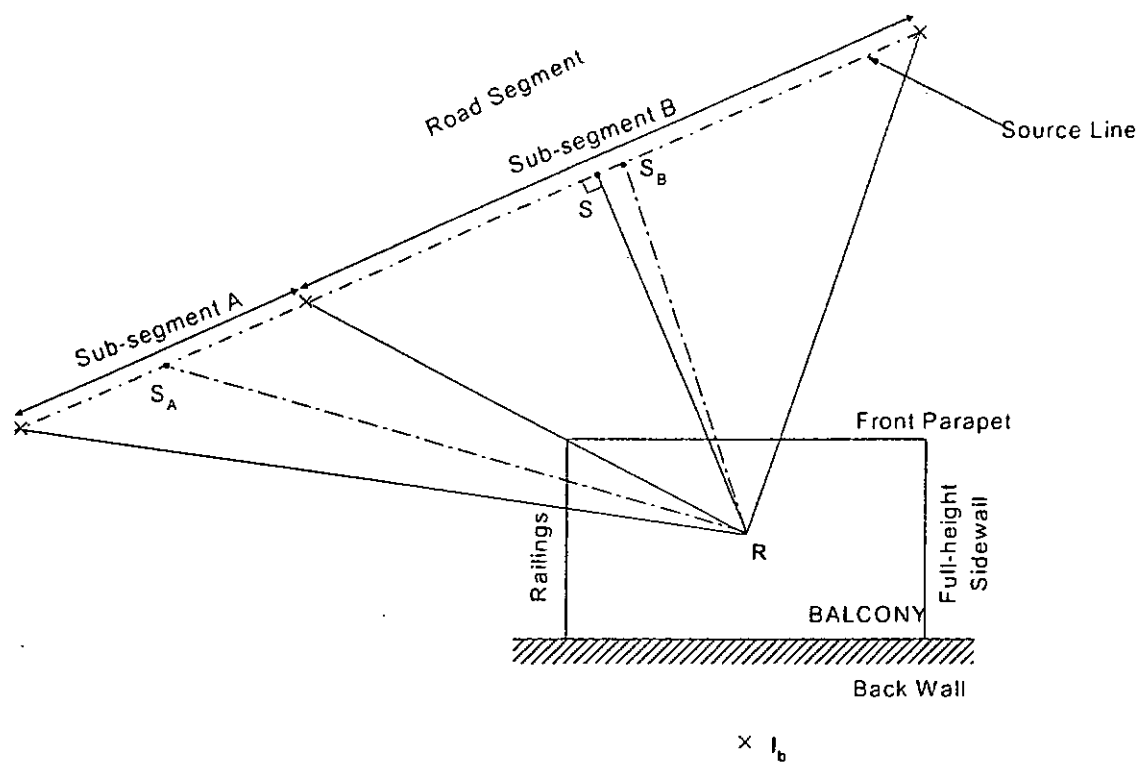 Road Segment
Sub-segment B
Source Line
S_B
S
Sub-segment A
S_A
Front Parapet
Railings
R
Full-height
Sidewall
BALCONY
Back Wall
I_b